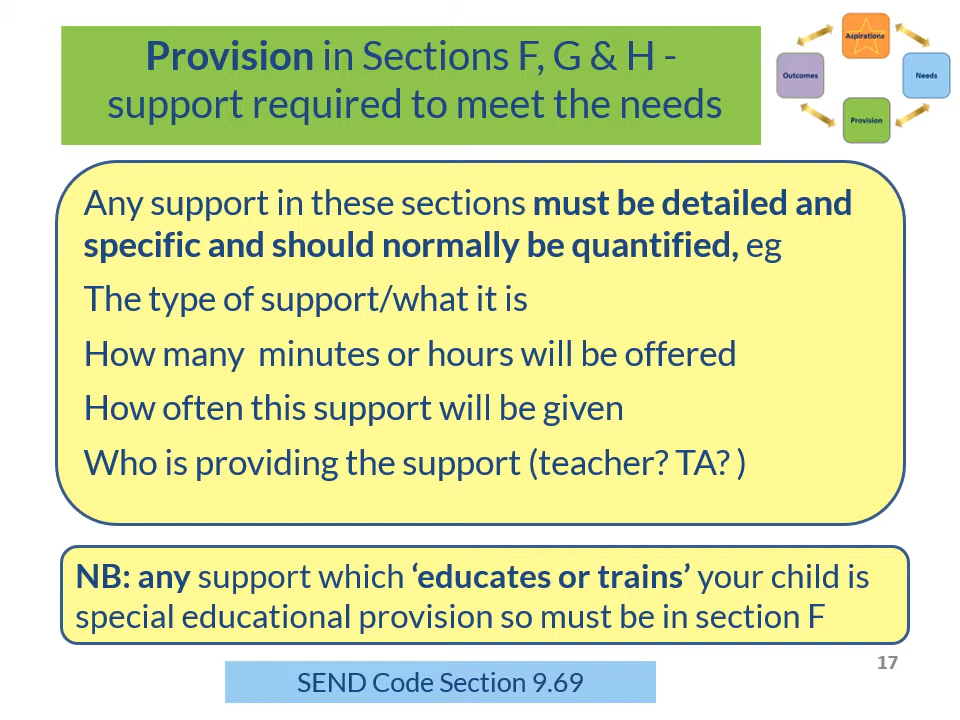 Provision in Sections F, G & H -
support required to meet the needs
Aspirations
Outcomes
Needs
Provision
Any support in these sections must be detailed and
specific and should normally be quantified, eg
The type of support/what it is
How many  minutes or hours will be offered
How often this support will be given
Who is providing the support (teacher? TA? )
NB: any support which ‘educates or trains’ your child is
special educational provision so must be in section F
17
SEND Code Section 9.69